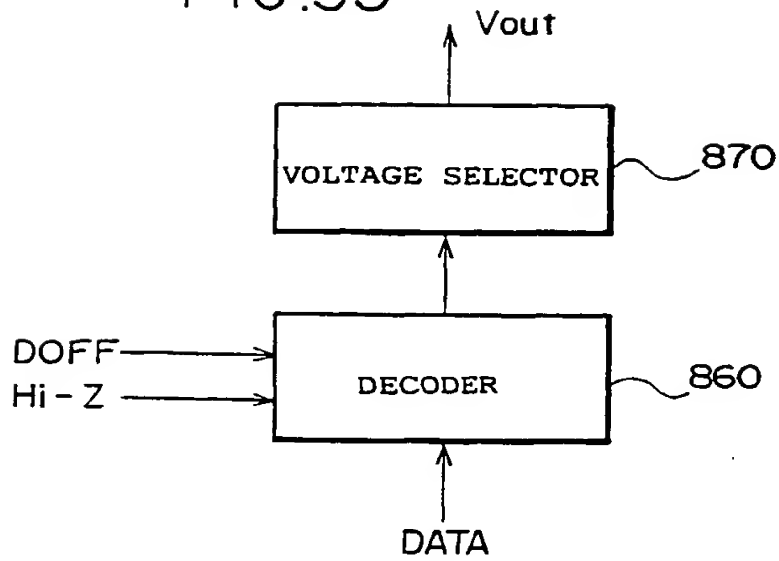 Vout
VOLTAGE SELECTOR
870
DOFF
Hi-Z
DECODER
860
DATA